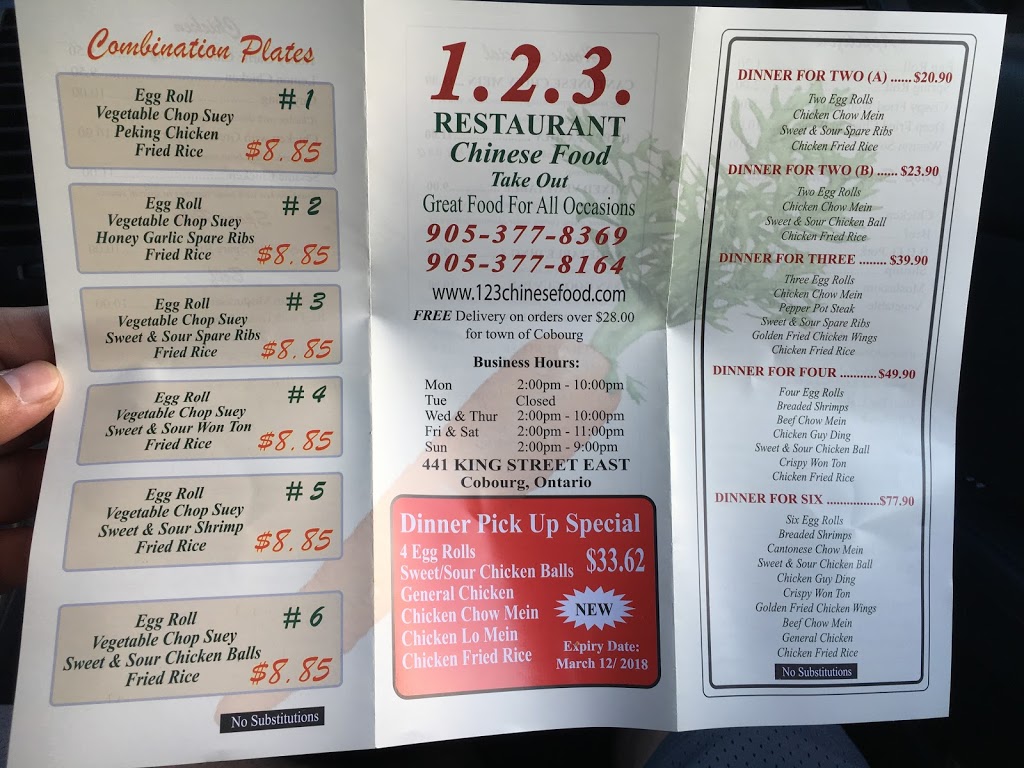 Combination Plates
Egg Roll #1
Vegetable Chop Suey
Peking Chicken
Fried Rice $8.85
Egg Roll #2
Vegetable Chop Suey
Honey Garlic Spare Ribs
Fried Rice $8.85
Egg Roll #3
Vegetable Chop Suey
Sweet & Sour Spare Ribs
Fried Rice $8.85
Egg Roll #4
Vegetable Chop Suey
Sweet & Sour Won Ton
Fried Rice $8.85
Egg Roll #5
Vegetable Chop Suey
Sweet & Sour Shrimp
Fried Rice $8.85
Egg Roll #6
Vegetable Chop Suey
Sweet & Sour Chicken Balls
Fried Rice $8.85
No Substitutions
1.2.3.
RESTAURANT
Chinese Food
Take Out
Great Food For All Occasions
905-377-8369
905-377-8164
www.123chinesefood.com
FREE Delivery on orders over $28.00
for town of Cobourg
Business Hours:
Mon 2:00pm - 10:00pm
Tue Closed
Wed & Thur 2:00pm - 10:00pm
Fri & Sat 2:00pm - 11:00pm
Sun 2:00pm - 9:00pm
441 KING STREET EAST
Cobourg, Ontario
Dinner Pick Up Special
4 Egg Rolls
Sweet/Sour Chicken Balls $33.62
General Chicken
Chicken Chow Mein NEW
Chicken Lo Mein
Chicken Fried Rice
Expiry Date:
March 12/ 2018
DINNER FOR TWO (A) ...... $20.90
Two Egg Rolls
Chicken Chow Mein
Sweet & Sour Spare Ribs
Chicken Fried Rice
DINNER FOR TWO (B) ...... $23.90
Two Egg Rolls
Chicken Chow Mein
Sweet & Sour Chicken Ball
Chicken Fried Rice
DINNER FOR THREE ........ $39.90
Three Egg Rolls
Chicken Chow Mein
Pepper Pot Steak
Sweet & Sour Spare Ribs
Golden Fried Chicken Wings
Chicken Fried Rice
DINNER FOR FOUR ..........$49.90
Four Egg Rolls
Breaded Shrimps
Beef Chow Mein
Chicken Guy Ding
Sweet & Sour Chicken Ball
Crispy Won Ton
Chicken Fried Rice
DINNER FOR SIX ................$77.90
Six Egg Rolls
Breaded Shrimps
Cantonese Chow Mein
Sweet & Sour Chicken Ball
Chicken Guy Ding
Crispy Won Ton
Golden Fried Chicken Wings
Beef Chow Mein
General Chicken
Chicken Fried Rice
No Substitutions